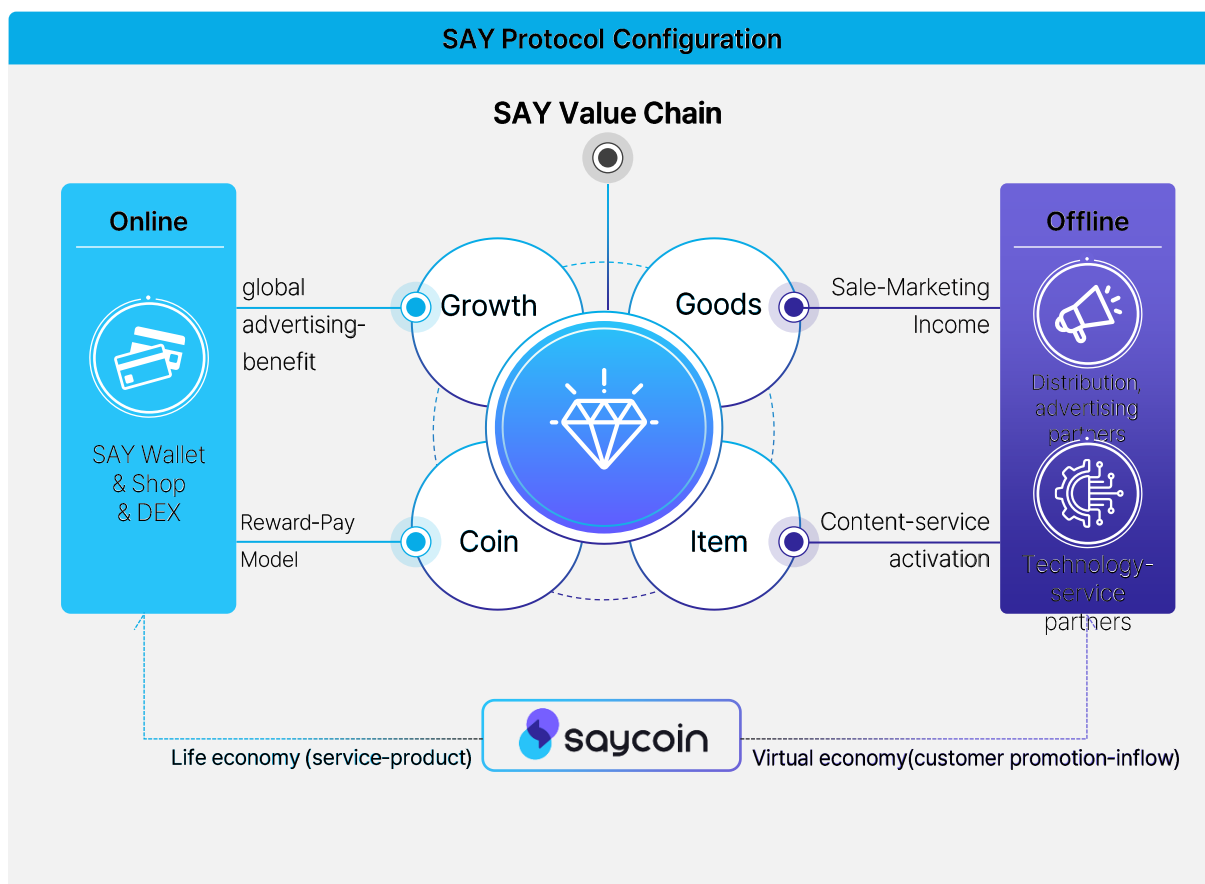 SAY Protocol Configuration
SAY Value Chain
Online
SAY Wallet
& Shop
& DEX
global
advertising-
benefit
Reward-Pay
Model
Growth
Goods
Coin
Item
Sale-Marketing
Income
Content-service
activation
Offline
Distribution,
advertising
partners
Technology-
service
partners
saycoin
Life economy (service-product)
Virtual economy(customer promotion-inflow)